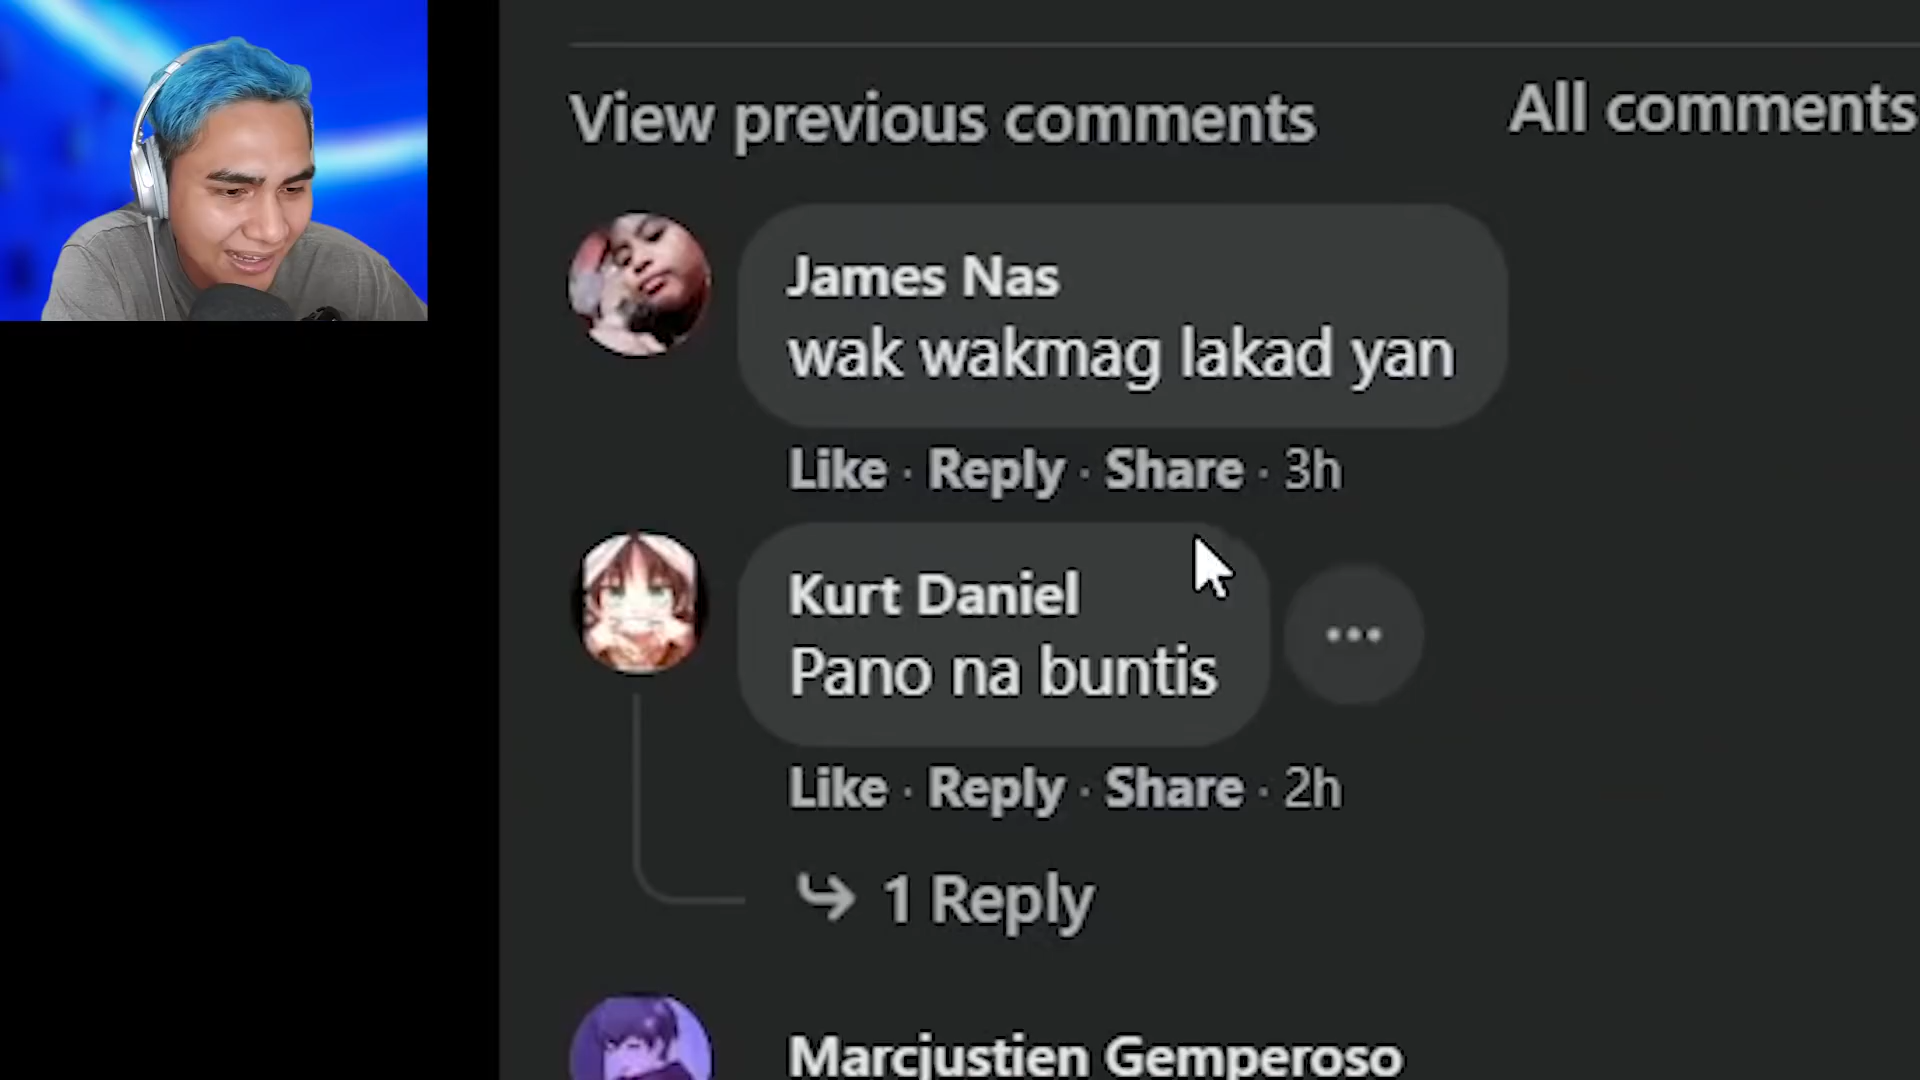 View previous comments
All comments
James Nas
wak wakmag lakad yan
Like · Reply · Share · 3h
Kurt Daniel
Pano na buntis
Like · Reply · Share · 2h
1 Reply
Marcjustien Gemperoso